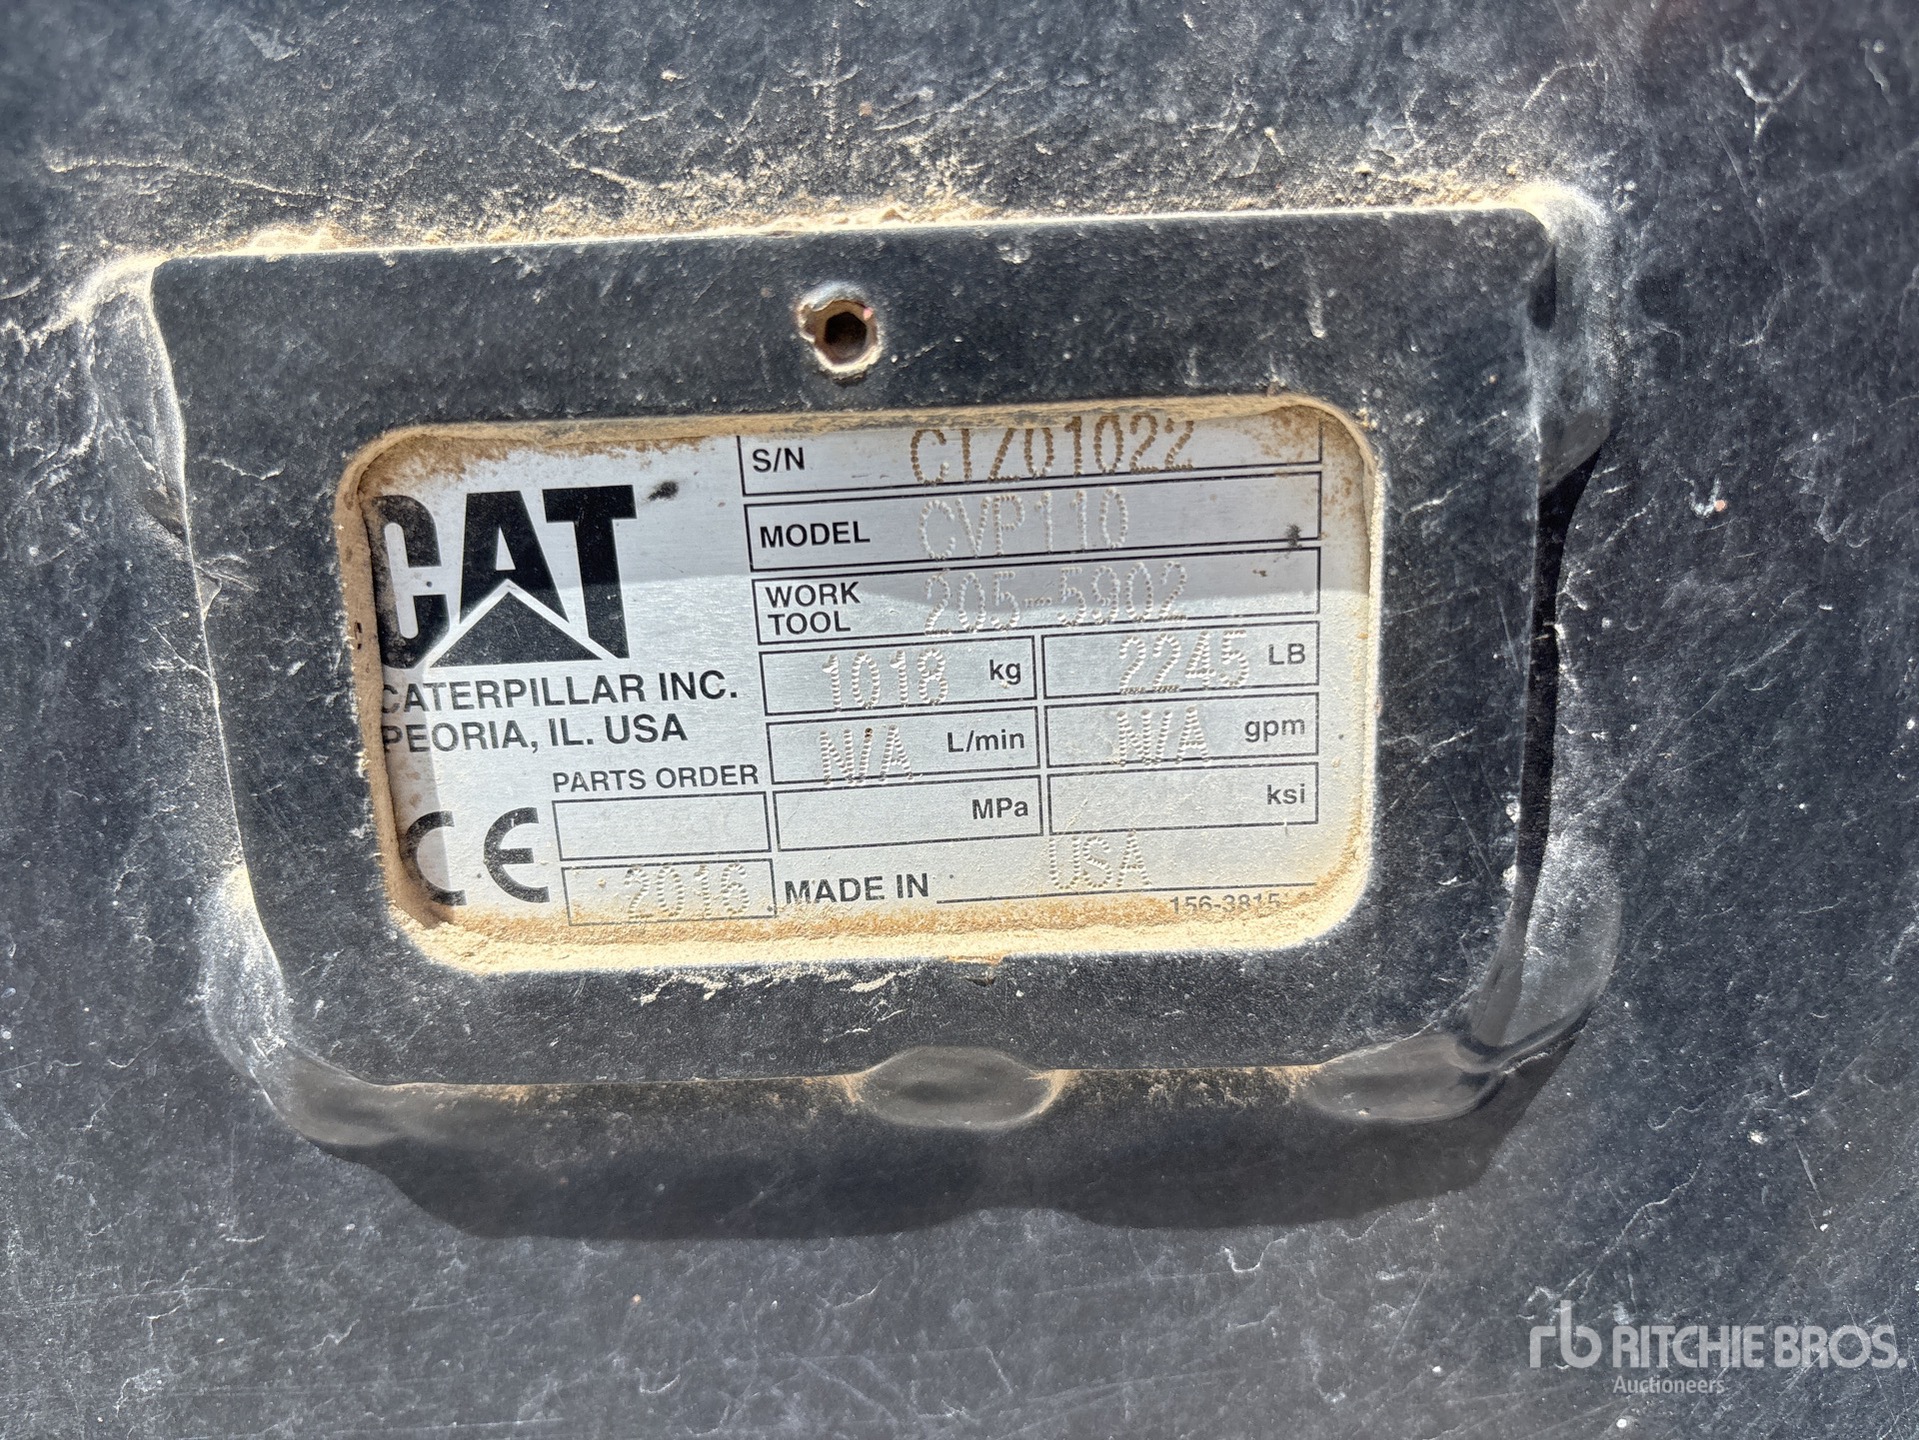 S/N CTZ01022
CAT
MODEL CVP110
WORK TOOL 205-5902
1018 kg 2245 LB
CATERPILLAR INC.
PEORIA, IL. USA
N/A L/min N/A gpm
PARTS ORDER
MPa ksi
CE
2016 MADE IN USA
156-3815
rb RITCHIE BROS.
Auctioneers